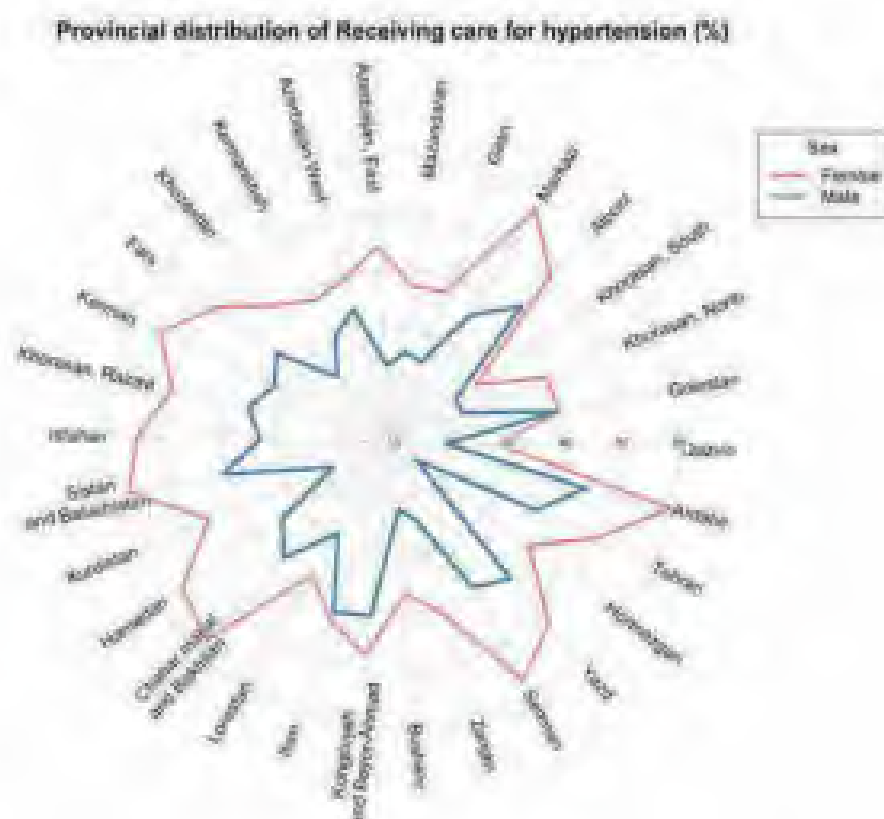 Provincial distribution of Receiving care for hypertension (%)
Sex
Female
Male
Azerbaijan, East
Mazandaran
Gilan
Markazi
Alborz
Khorasan, South
Khorasan, North
Golestan
Qazvin
Ardabil
Tehran
Hormozgan
Yazd
Semnan
Zanjan
Bushehr
Kohgiluyeh
and Boyer-Ahmad
Ilam
Lorestan
Chahar mahal
and Bakhtiari
Hamedan
Kurdistan
Sistan
and Baluchistan
Isfahan
Khorasan, Razavi
Kerman
Fars
Khuzestan
Kermanshah
Azerbaijan West